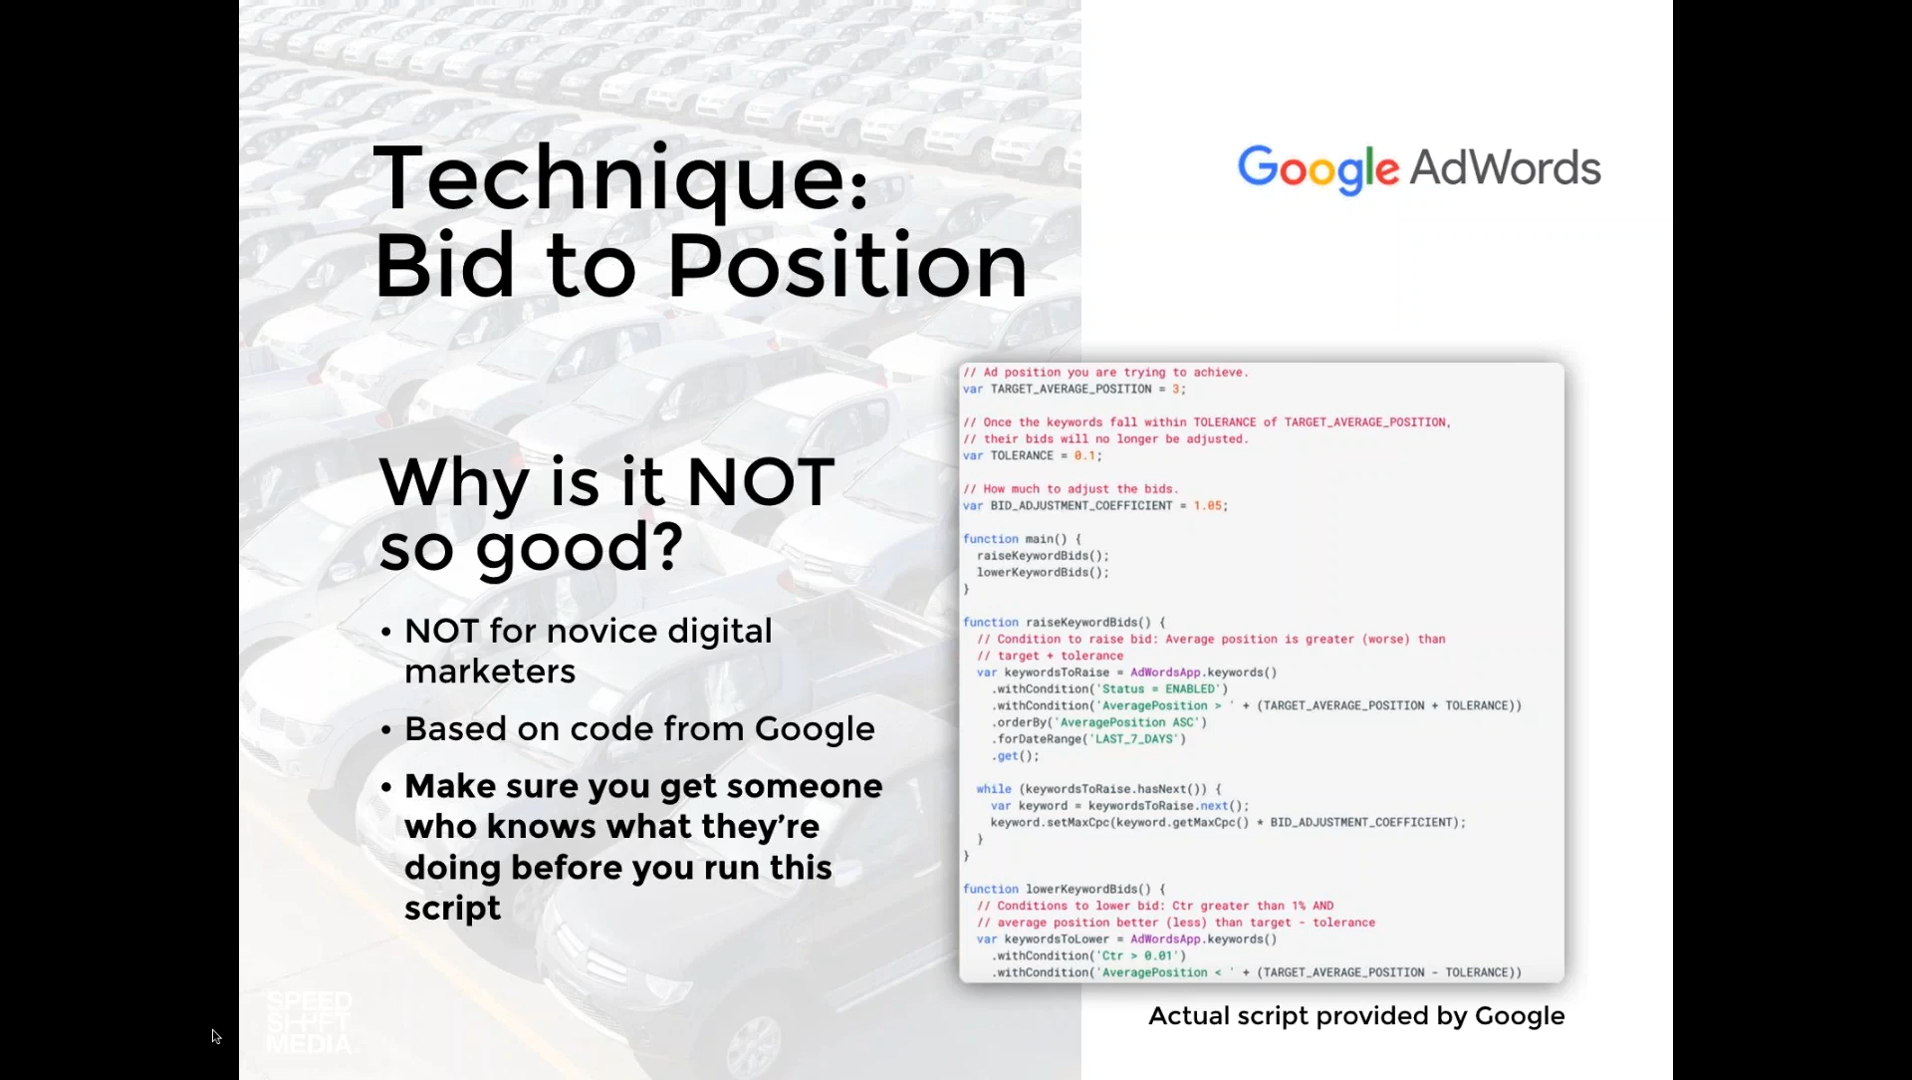 Technique:
Bid to Position
Google AdWords
Why is it NOT
so good?
• NOT for novice digital
marketers
• Based on code from Google
• Make sure you get someone
who knows what they're
doing before you run this
script
// Ad position you are trying to achieve.
var TARGET_AVERAGE_POSITION = 3;
// Once the keywords fall within TOLERANCE of TARGET_AVERAGE_POSITION,
// their bids will no longer be adjusted.
var TOLERANCE = 0.1;
// How much to adjust the bids.
var BID_ADJUSTMENT_COEFFICIENT = 1.05;
function main() {
  raiseKeywordBids();
  lowerKeywordBids();
}
function raiseKeywordBids() {
  // Condition to raise bid: Average position is greater (worse) than
  // target + tolerance
  var keywordsToRaise = AdWordsApp.keywords()
    .withCondition('Status = ENABLED')
    .withCondition('AveragePosition > ' + (TARGET_AVERAGE_POSITION + TOLERANCE))
    .orderBy('AveragePosition ASC')
    .forDateRange('LAST_7_DAYS')
    .get();
  while (keywordsToRaise.hasNext()) {
    var keyword = keywordsToRaise.next();
    keyword.setMaxCpc(keyword.getMaxCpc() * BID_ADJUSTMENT_COEFFICIENT);
  }
}
function lowerKeywordBids() {
  // Conditions to lower bid: Ctr greater than 1% AND
  // average position better (less) than target - tolerance
  var keywordsToLower = AdWordsApp.keywords()
    .withCondition('Ctr > 0.01')
    .withCondition('AveragePosition < ' + (TARGET_AVERAGE_POSITION - TOLERANCE))
Actual script provided by Google
SPEED
SHIFT
MEDIA